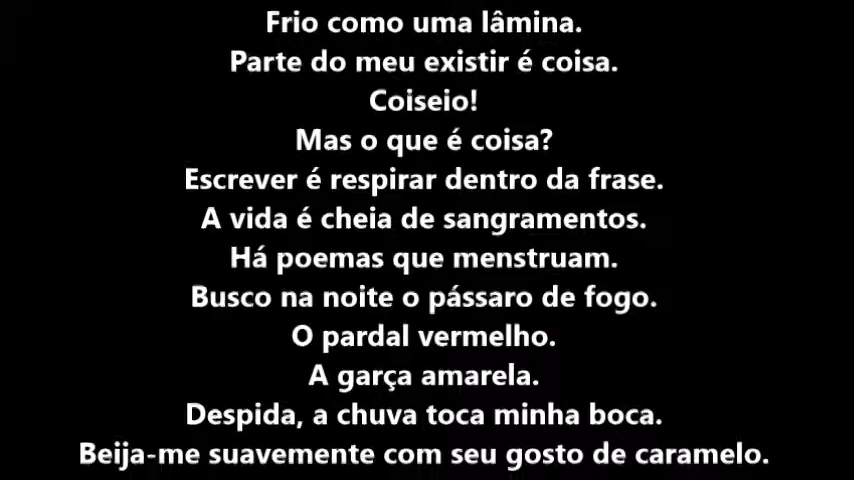 Frio como uma lâmina.
Parte do meu existir é coisa.
Coiseio!
Mas o que é coisa?
Escrever é respirar dentro da frase.
A vida é cheia de sangramentos.
Há poemas que menstruam.
Busco na noite o pássaro de fogo.
O pardal vermelho.
A garça amarela.
Despida, a chuva toca minha boca.
Beija-me suavemente com seu gosto de caramelo.